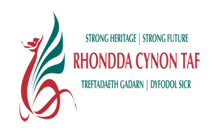 STRONG HERITAGE | STRONG FUTURE
RHONDDA CYNON TAF
TREFTADAETH GADARN | DYFODOL SICR